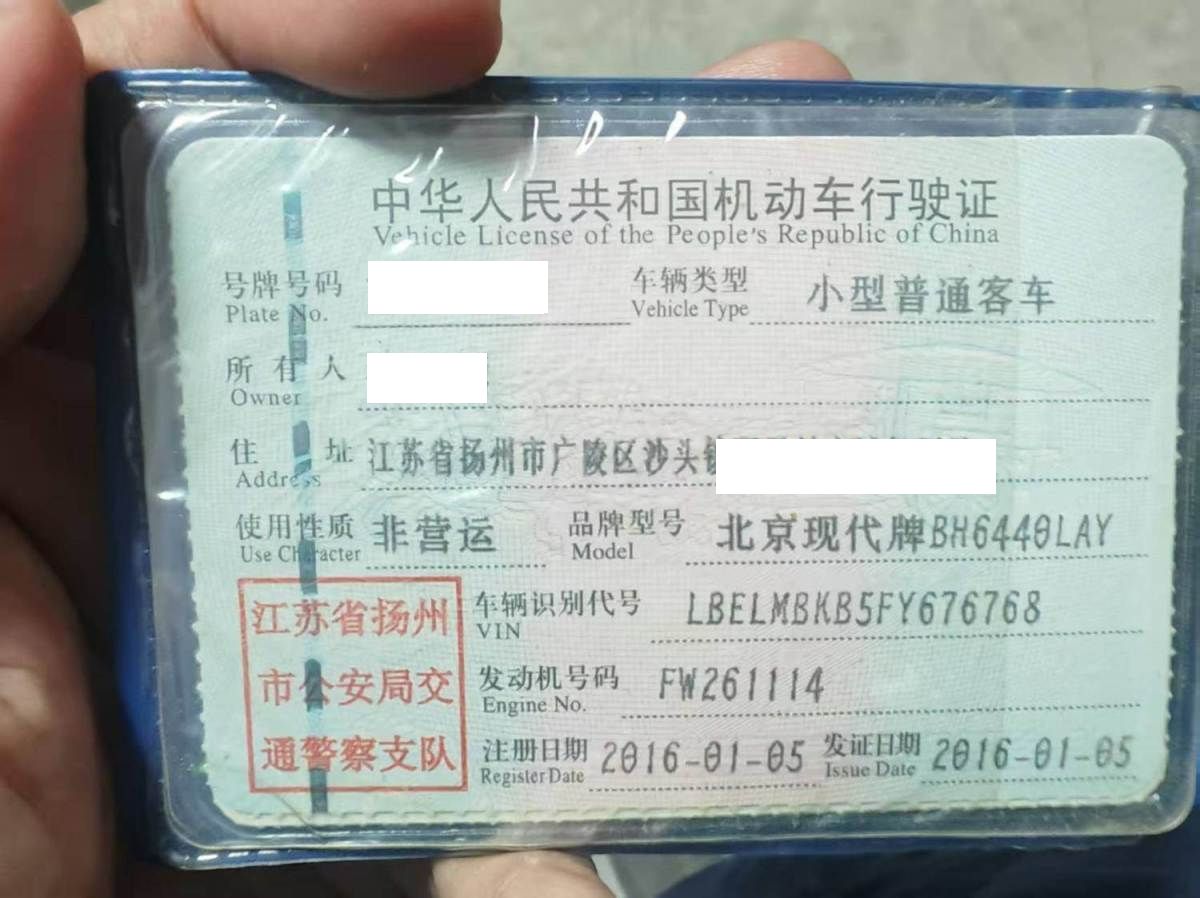 中华人民共和国机动车行驶证
Vehicle License of the People's Republic of China
号牌号码 车辆类型 小型普通客车
Plate No. Vehicle Type
所有人
Owner
住址 江苏省扬州市广陵区沙头
Address
使用性质 非营运 品牌型号 北京现代牌BH6440LAY
Use Character Model
江苏省扬州
市公安局交
通警察支队
车辆识别代号 LBELMBKB5FY676768
VIN
发动机号码 FW261114
Engine No.
注册日期 2016-01-05 发证日期 2016-01-05
Register Date Issue Date